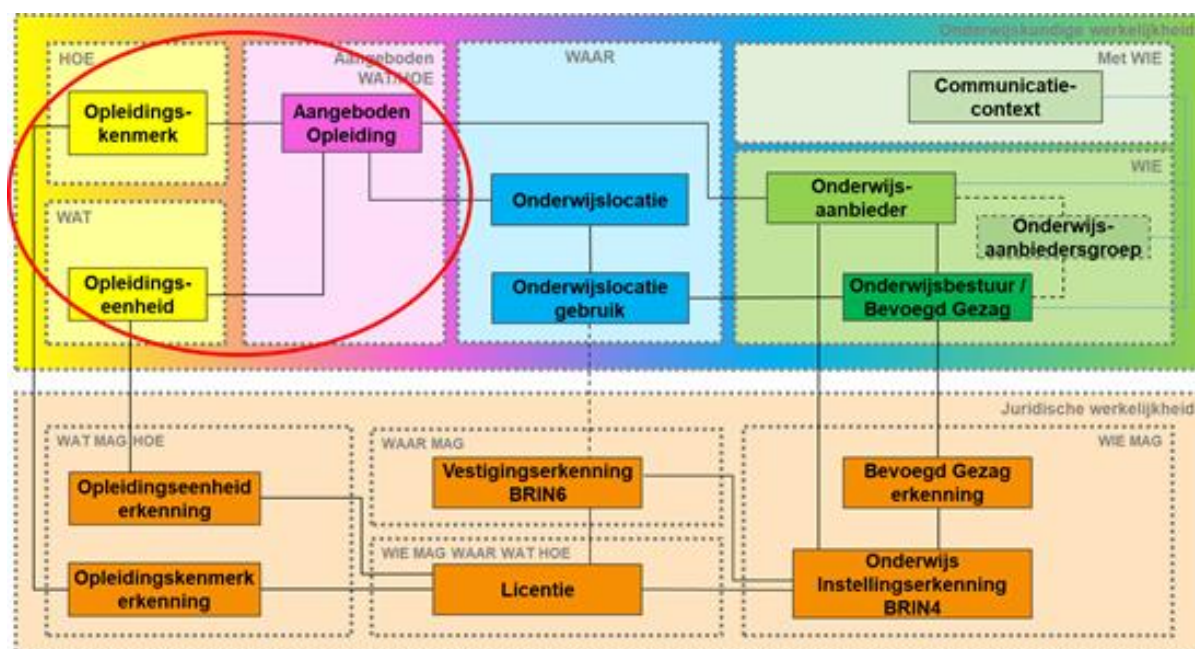 Onderwijskundige werkelijkheid
HOE
Aangeboden
WAT/HOE
WAAR
Met WIE
Opleidings-
kenmerk
Aangeboden
Opleiding
Communicatie-
context
WIE
WAT
Onderwijslocatie
Onderwijs-
aanbieder
Onderwijs-
aanbiedersgroep
Opleidings-
eenheid
Onderwijslocatie
gebruik
Onderwijsbestuur /
Bevoegd Gezag
Juridische werkelijkheid
WAT MAG HOE
WAAR MAG
WIE MAG
Opleidingseenheid
erkenning
Vestigingserkenning
BRIN6
Bevoegd Gezag
erkenning
WIE MAG WAAR WAT HOE
Opleidingskenmerk
erkenning
Licentie
Onderwijs
Instellingserkenning
BRIN4